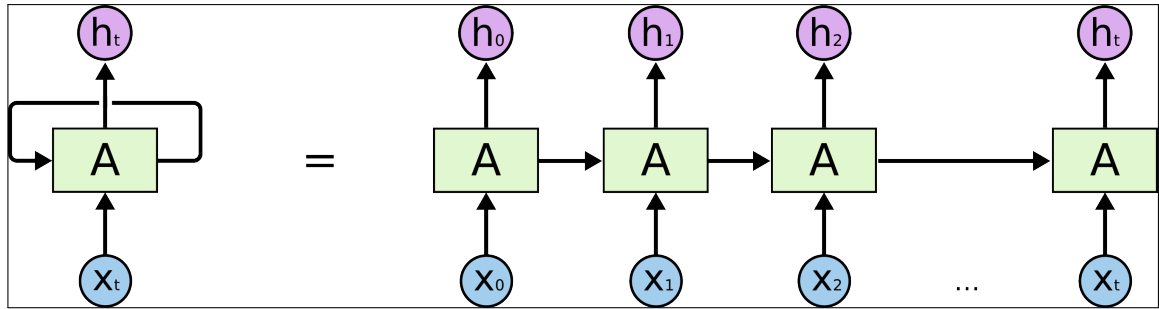 hₜ h₀ h₁ h₂ hₜ
A = A A A A
xₜ x₀ x₁ x₂ ... xₜ